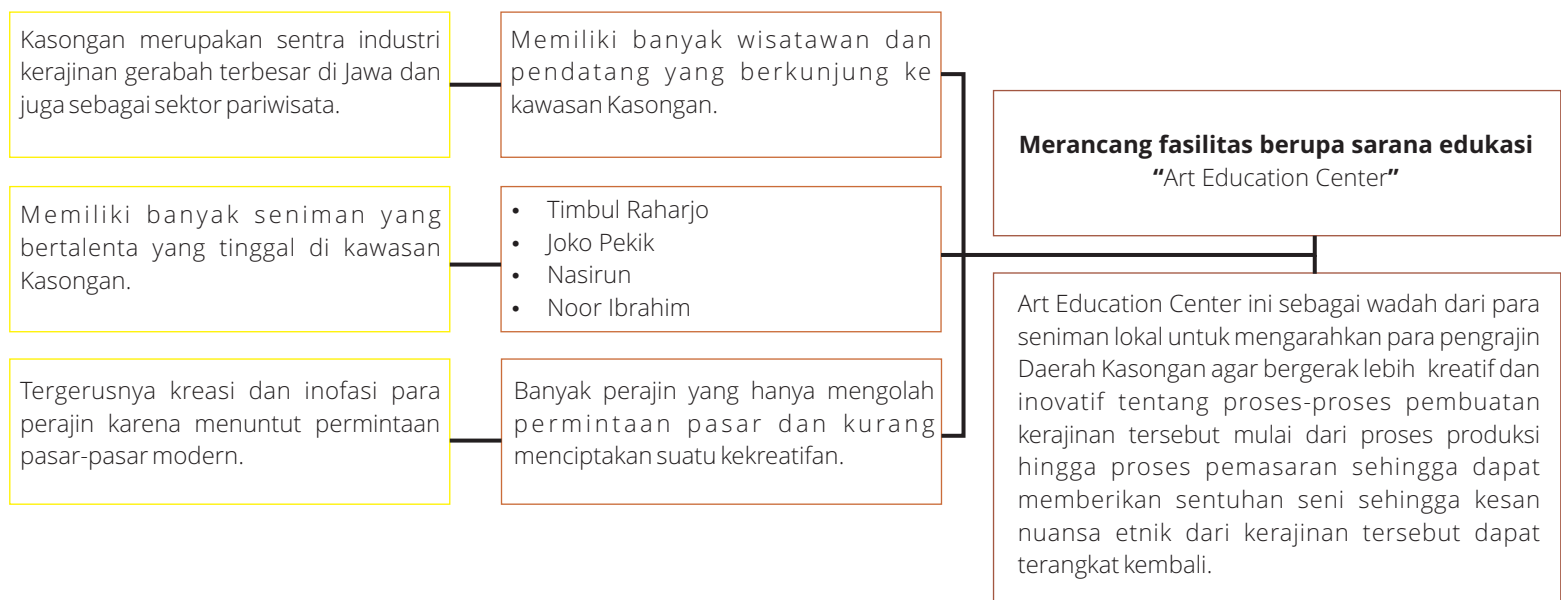 Kasongan merupakan sentra industri
kerajinan gerabah terbesar di Jawa dan
juga sebagai sektor pariwisata.
Memiliki banyak wisatawan dan
pendatang yang berkunjung ke
kawasan Kasongan.
Memiliki banyak seniman yang
bertalenta yang tinggal di kawasan
Kasongan.
• Timbul Raharjo
• Joko Pekik
• Nasirun
• Noor Ibrahim
Tergerusnya kreasi dan inofasi para
perajin karena menuntut permintaan
pasar-pasar modern.
Banyak perajin yang hanya mengolah
permintaan pasar dan kurang
menciptakan suatu kekreatifan.
Merancang fasilitas berupa sarana edukasi
“Art Education Center”
Art Education Center ini sebagai wadah dari para
seniman lokal untuk mengarahkan para pengrajin
Daerah Kasongan agar bergerak lebih kreatif dan
inovatif tentang proses-proses pembuatan
kerajinan tersebut mulai dari proses produksi
hingga proses pemasaran sehingga dapat
memberikan sentuhan seni sehingga kesan
nuansa etnik dari kerajinan tersebut dapat
terangkat kembali.